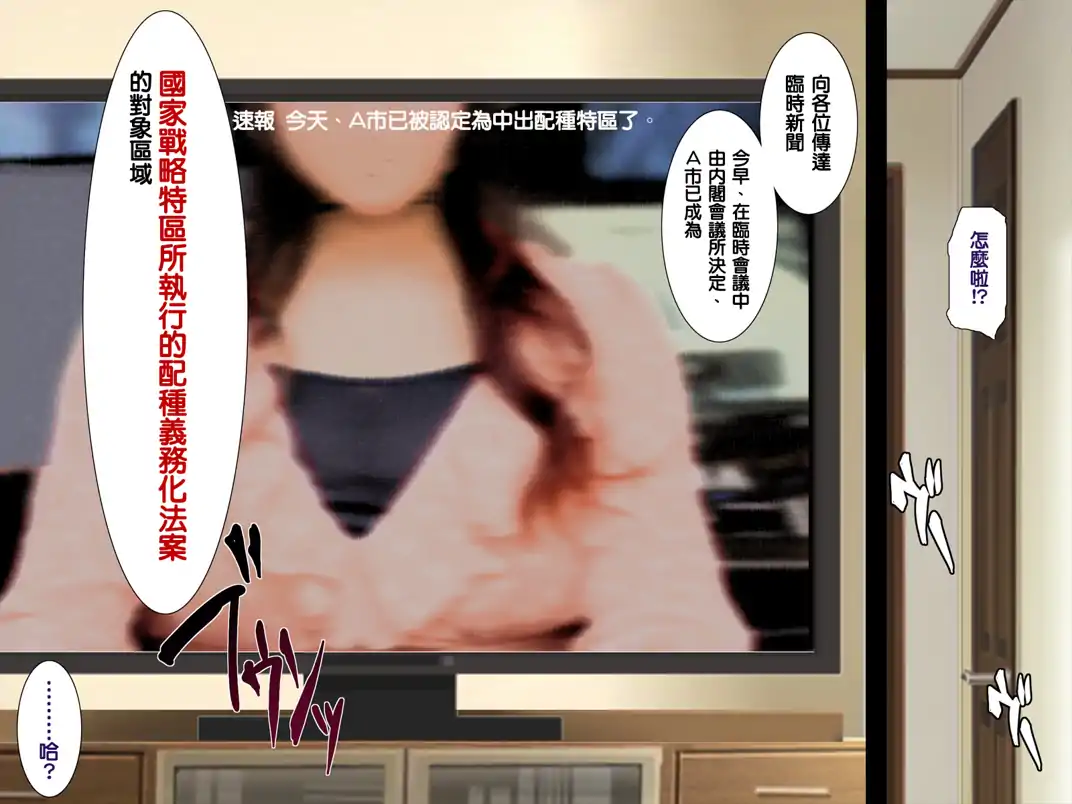 向各位傳達
臨時新聞
今早、在臨時會議中
由內閣會議所決定、
A市已成為
速報 今天、A市已被認定為中出配種特區了。
國家戰略特區所執行的配種義務化法案
的對象區域
怎麼啦!?
ブウンッ
………哈？